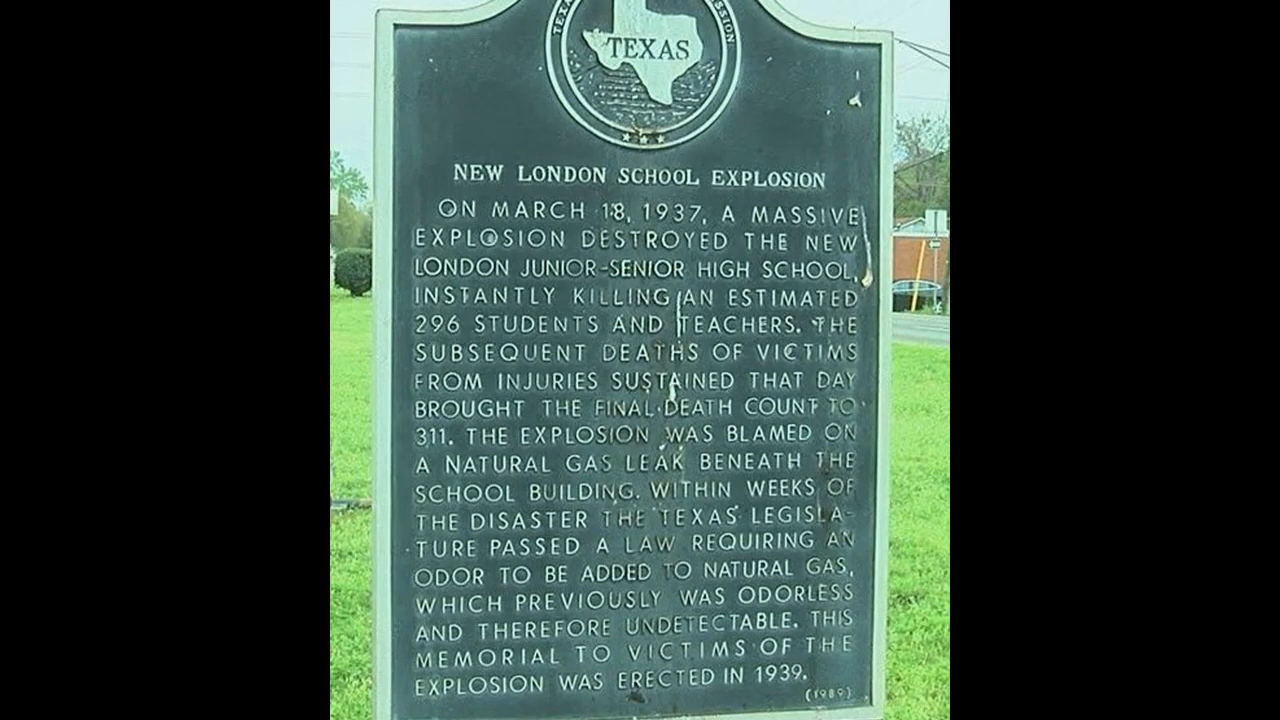 TEXAS
NEW LONDON SCHOOL EXPLOSION
ON MARCH 18, 1937, A MASSIVE
EXPLOSION DESTROYED THE NEW
LONDON JUNIOR-SENIOR HIGH SCHOOL,
INSTANTLY KILLING AN ESTIMATED
296 STUDENTS AND TEACHERS. THE
SUBSEQUENT DEATHS OF VICTIMS
FROM INJURIES SUSTAINED THAT DAY
BROUGHT THE FINAL DEATH COUNT TO
311. THE EXPLOSION WAS BLAMED ON
A NATURAL GAS LEAK BENEATH THE
SCHOOL BUILDING. WITHIN WEEKS OF
THE DISASTER THE TEXAS LEGISLA-
TURE PASSED A LAW REQUIRING AN
ODOR TO BE ADDED TO NATURAL GAS,
WHICH PREVIOUSLY WAS ODORLESS
AND THEREFORE UNDETECTABLE. THIS
MEMORIAL TO VICTIMS OF THE
EXPLOSION WAS ERECTED IN 1939.
(1989)